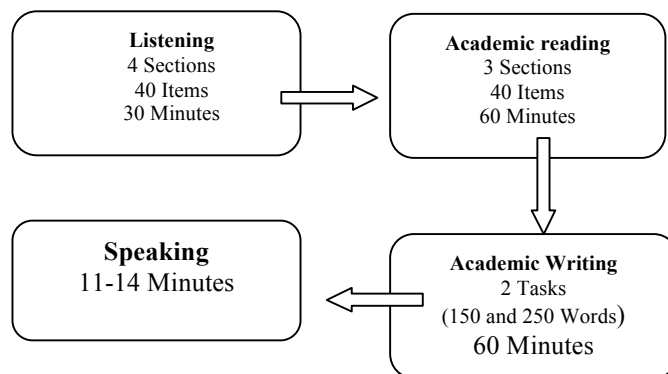 Listening
4 Sections
40 Items
30 Minutes
Academic reading
3 Sections
40 Items
60 Minutes
Academic Writing
2 Tasks
(150 and 250 Words)
60 Minutes
Speaking
11-14 Minutes